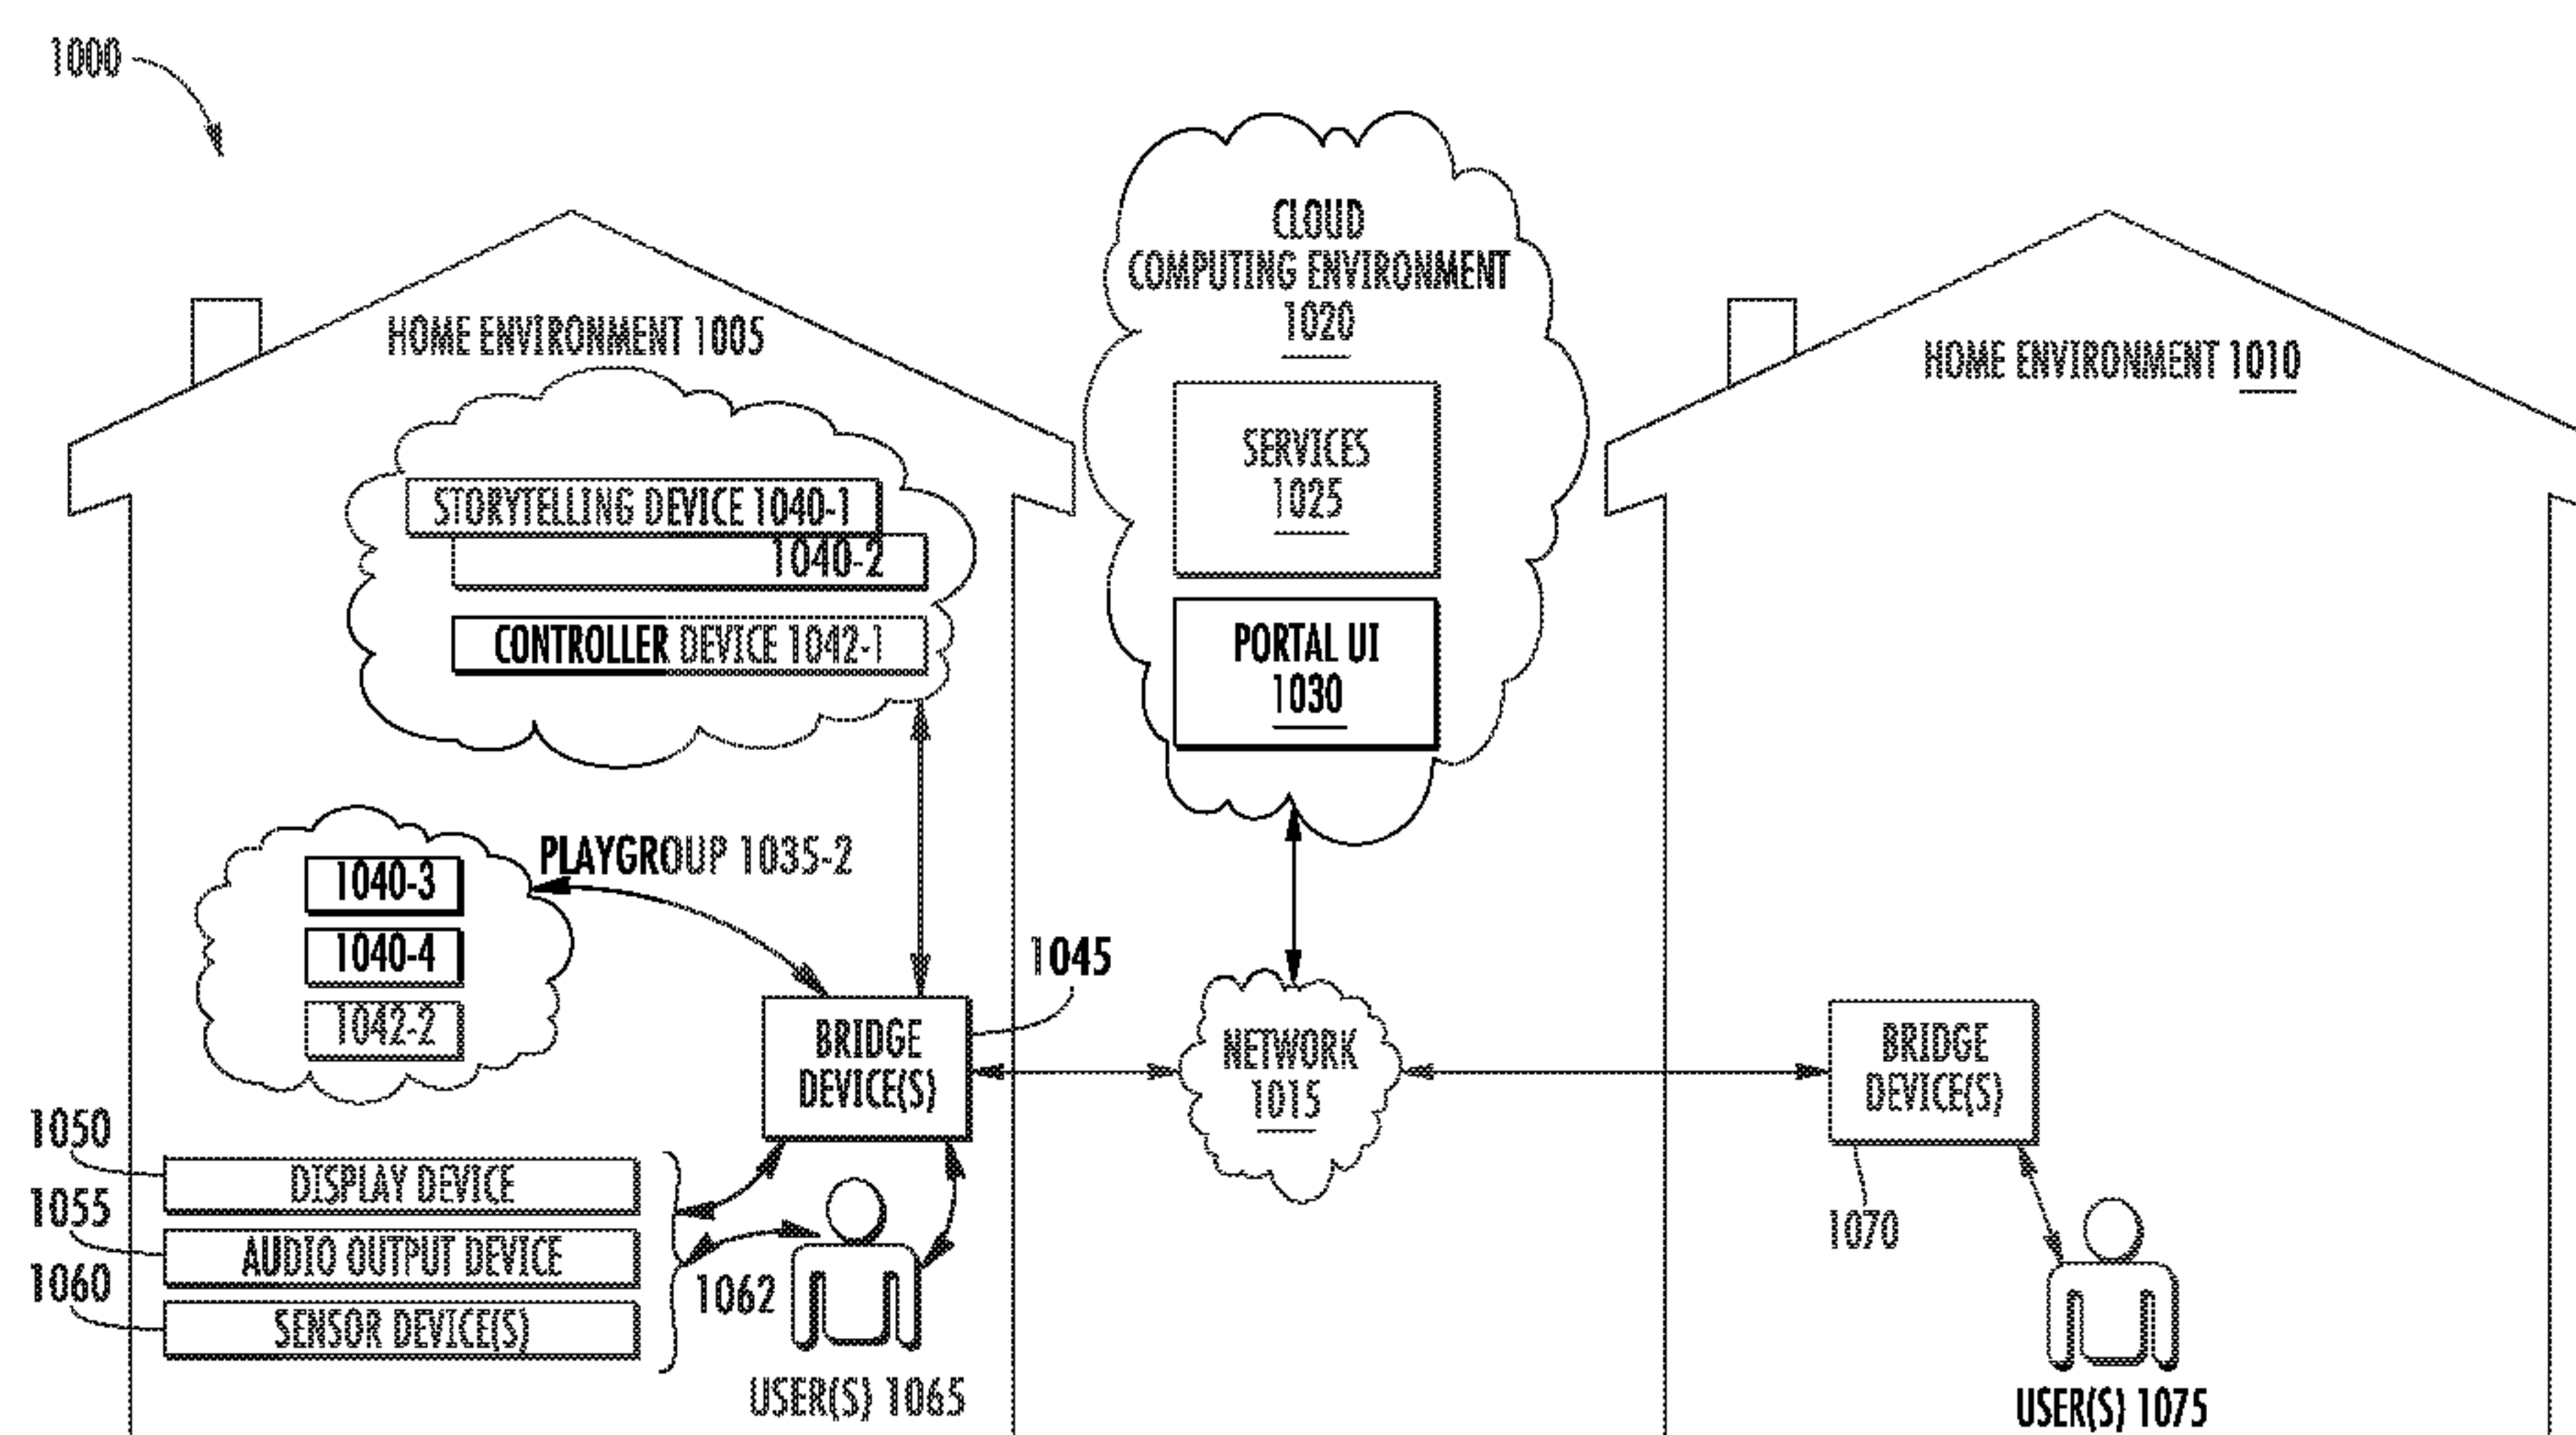 1000
HOME ENVIRONMENT 1005
STORYTELLING DEVICE 1040-1
1040-2
CONTROLLER DEVICE 1042-1
PLAYGROUP 1035-2
1040-3
1040-4
1042-2
BRIDGE
DEVICE(S)
1045
1050
DISPLAY DEVICE
1055
AUDIO OUTPUT DEVICE
1060
SENSOR DEVICE(S)
1062
USER(S) 1065
CLOUD
COMPUTING ENVIRONMENT
1020
SERVICES
1025
PORTAL UI
1030
NETWORK
1015
HOME ENVIRONMENT 1010
BRIDGE
DEVICE(S)
1070
USER(S) 1075